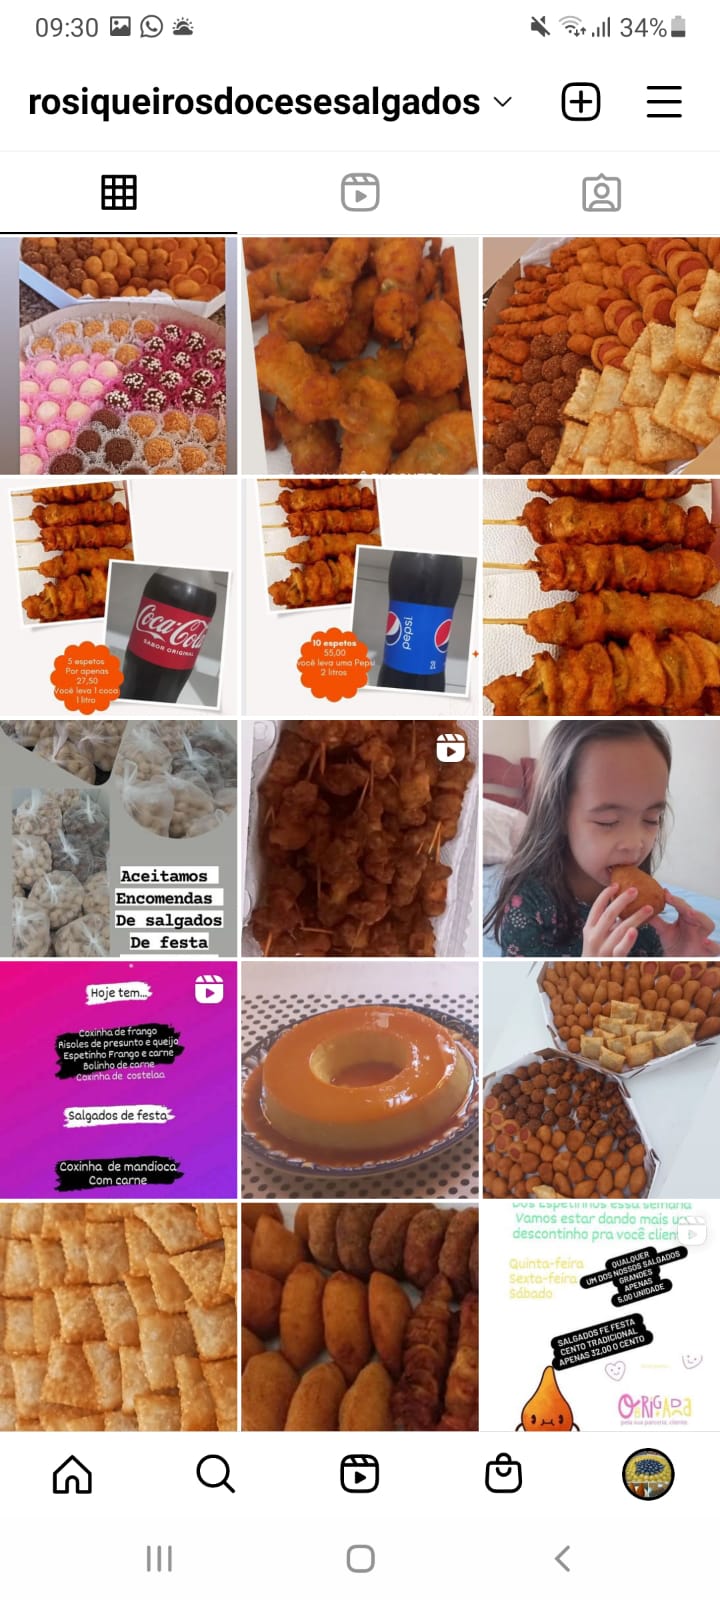 09:30
34%
rosiqueirosdocesesalgados
Coca-Cola
SABOR ORIGINAL
5 espetos
Por apenas
27,50
Você leva 1 coca
1 litro
10 espetos
55,00
você leva uma Pepsi
2 litros
pepsi
Aceitamos
Encomendas
De salgados
De festa
Hoje tem...
Coxinha de frango
Risoles de presunto e queijo
Espetinho Frango e carne
Bolinho de carne
Coxinha de costelaa
Salgados de festa
Coxinha de mandioca
Com carne
Dos Espetinhos essa semana
Vamos estar dando mais um
descontinho pra você clien
Quinta-feira
Sexta-feira
Sábado
QUALQUER
UM DOS NOSSOS SALGADOS
GRANDES
APENAS
5,00 UNIDADE
SALGADOS FE FESTA
CENTO TRADICIONAL
APENAS 32,00 O CENTO
OBRIGADa
pela sua parceria, cliente